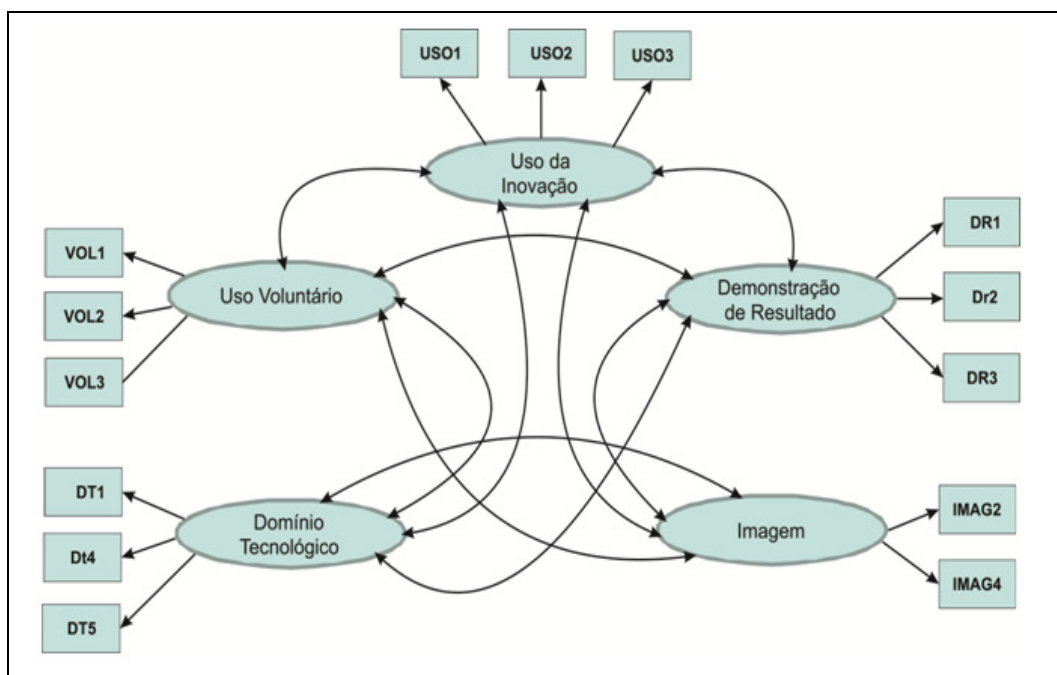 USO1
USO2
USO3
Uso da
Inovação
VOL1
VOL2
VOL3
Uso Voluntário
Demonstração
de Resultado
DR1
Dr2
DR3
DT1
Dt4
DT5
Domínio
Tecnológico
Imagem
IMAG2
IMAG4